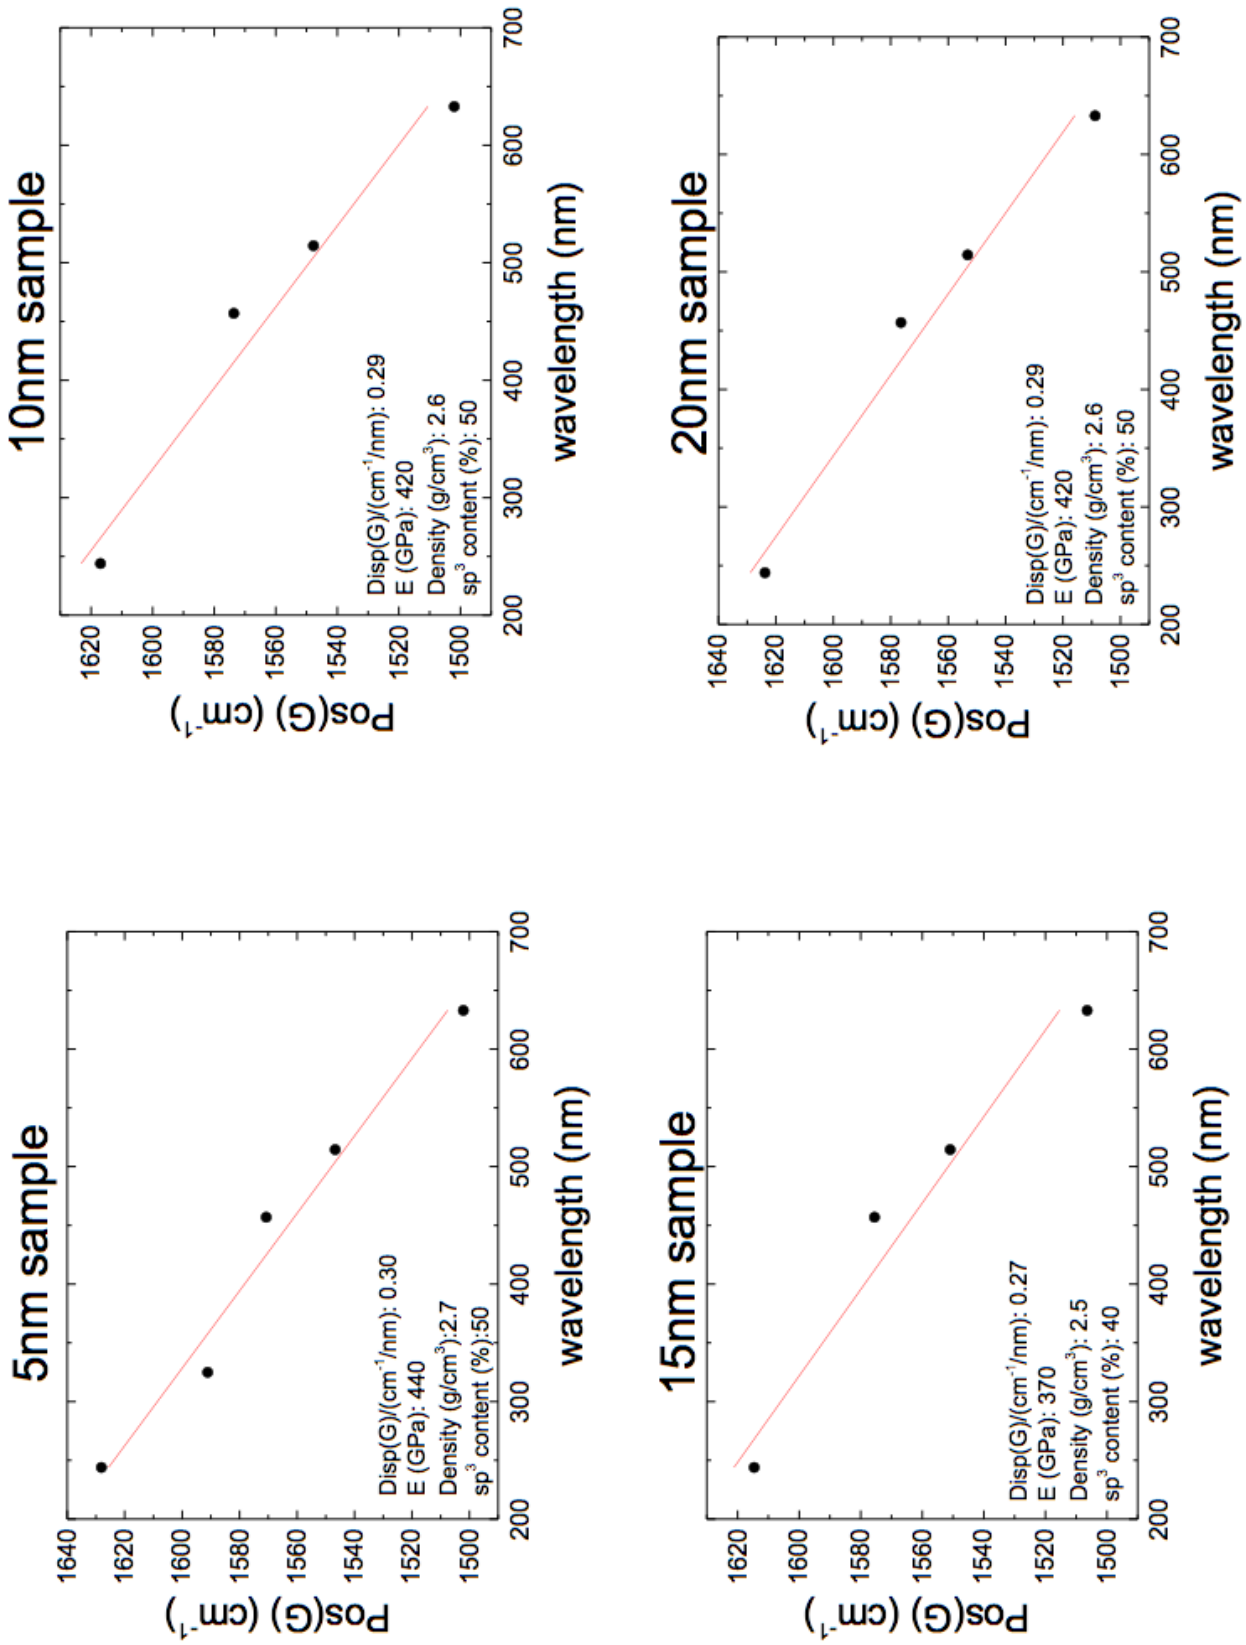 5nm sample
Pos(G) (cm⁻¹)
1640
1620
1600
1580
1560
1540
1520
1500
Disp(G)/(cm⁻¹/nm): 0.30
E (GPa): 440
Density (g/cm³):2.7
sp³ content (%):50
200 300 400 500 600 700
wavelength (nm)
10nm sample
Pos(G) (cm⁻¹)
1620
1600
1580
1560
1540
1520
1500
Disp(G)/(cm⁻¹/nm): 0.29
E (GPa): 420
Density (g/cm³): 2.6
sp³ content (%): 50
200 300 400 500 600 700
wavelength (nm)
15nm sample
Pos(G) (cm⁻¹)
1620
1600
1580
1560
1540
1520
1500
Disp(G)/(cm⁻¹/nm): 0.27
E (GPa): 370
Density (g/cm³): 2.5
sp³ content (%): 40
200 300 400 500 600 700
wavelength (nm)
20nm sample
Pos(G) (cm⁻¹)
1640
1620
1600
1580
1560
1540
1520
1500
Disp(G)/(cm⁻¹/nm): 0.29
E (GPa): 420
Density (g/cm³): 2.6
sp³ content (%): 50
200 300 400 500 600 700
wavelength (nm)